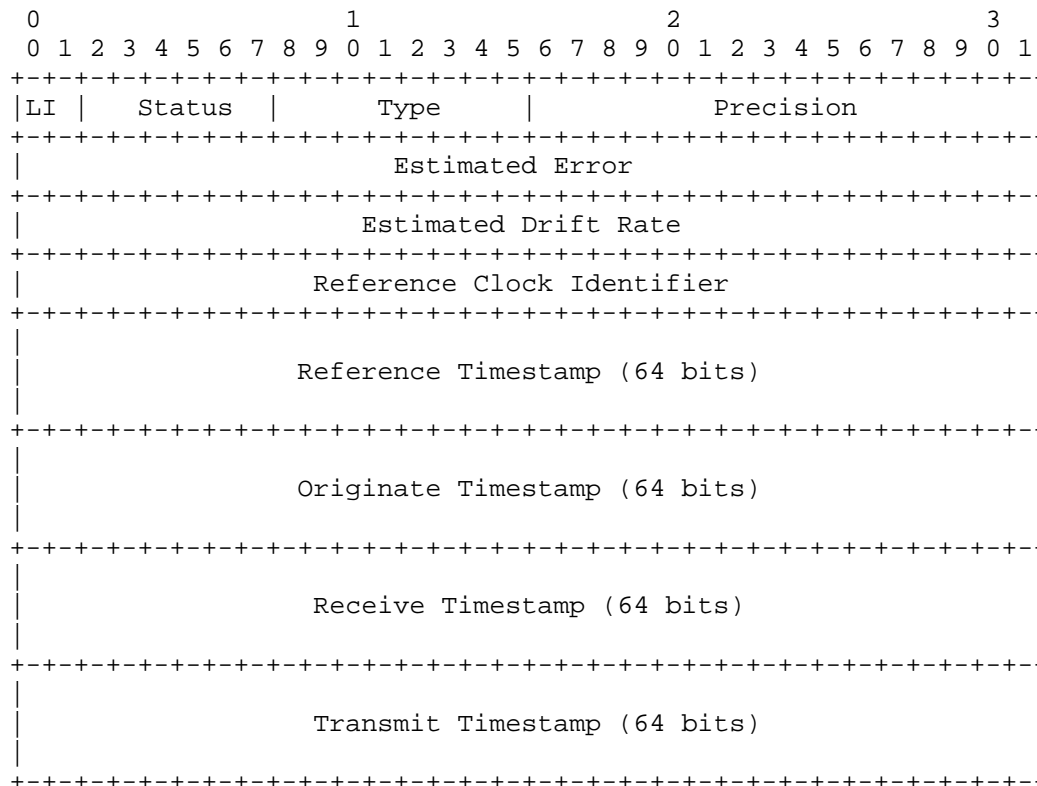 0                   1                   2                   3
 0 1 2 3 4 5 6 7 8 9 0 1 2 3 4 5 6 7 8 9 0 1 2 3 4 5 6 7 8 9 0 1
+-+-+-+-+-+-+-+-+-+-+-+-+-+-+-+-+-+-+-+-+-+-+-+-+-+-+-+-+-+-+-+-
|LI |   Status  |      Type     |           Precision
+-+-+-+-+-+-+-+-+-+-+-+-+-+-+-+-+-+-+-+-+-+-+-+-+-+-+-+-+-+-+-+-
|                       Estimated Error
+-+-+-+-+-+-+-+-+-+-+-+-+-+-+-+-+-+-+-+-+-+-+-+-+-+-+-+-+-+-+-+-
|                     Estimated Drift Rate
+-+-+-+-+-+-+-+-+-+-+-+-+-+-+-+-+-+-+-+-+-+-+-+-+-+-+-+-+-+-+-+-
|                  Reference Clock Identifier
+-+-+-+-+-+-+-+-+-+-+-+-+-+-+-+-+-+-+-+-+-+-+-+-+-+-+-+-+-+-+-+-
|
|                 Reference Timestamp (64 bits)
|
+-+-+-+-+-+-+-+-+-+-+-+-+-+-+-+-+-+-+-+-+-+-+-+-+-+-+-+-+-+-+-+-
|
|                 Originate Timestamp (64 bits)
|
+-+-+-+-+-+-+-+-+-+-+-+-+-+-+-+-+-+-+-+-+-+-+-+-+-+-+-+-+-+-+-+-
|
|                  Receive Timestamp (64 bits)
|
+-+-+-+-+-+-+-+-+-+-+-+-+-+-+-+-+-+-+-+-+-+-+-+-+-+-+-+-+-+-+-+-
|
|                  Transmit Timestamp (64 bits)
|
+-+-+-+-+-+-+-+-+-+-+-+-+-+-+-+-+-+-+-+-+-+-+-+-+-+-+-+-+-+-+-+-